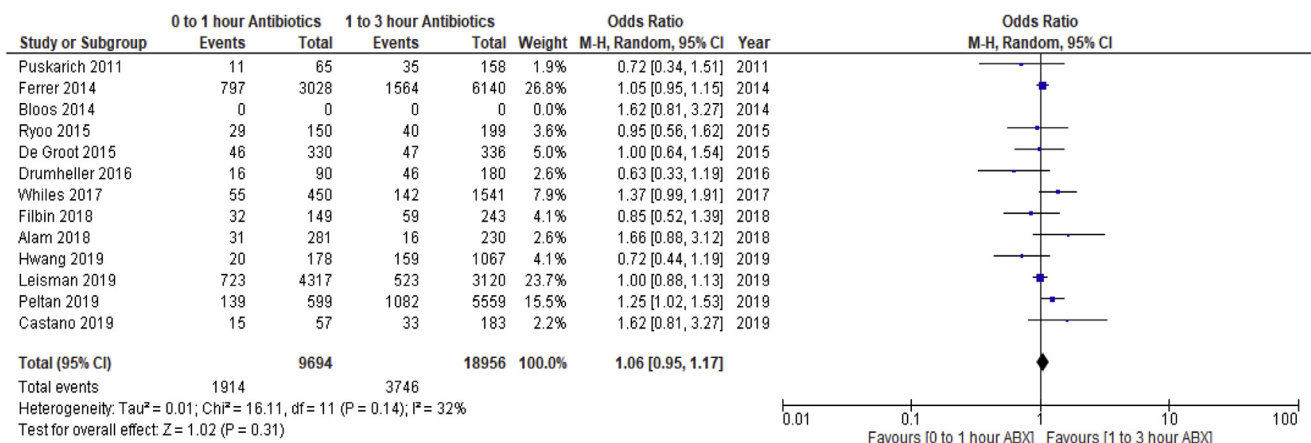 0 to 1 hour Antibiotics 1 to 3 hour Antibiotics Odds Ratio Odds Ratio
Study or Subgroup Events Total Events Total Weight M-H, Random, 95% CI Year M-H, Random, 95% CI
Puskarich 2011 11 65 35 158 1.9% 0.72 [0.34, 1.51] 2011
Ferrer 2014 797 3028 1564 6140 26.8% 1.05 [0.95, 1.15] 2014
Bloos 2014 0 0 0 0 0.0% 1.62 [0.81, 3.27] 2014
Ryoo 2015 29 150 40 199 3.6% 0.95 [0.56, 1.62] 2015
De Groot 2015 46 330 47 336 5.0% 1.00 [0.64, 1.54] 2015
Drumheller 2016 16 90 46 180 2.6% 0.63 [0.33, 1.19] 2016
Whiles 2017 55 450 142 1541 7.9% 1.37 [0.99, 1.91] 2017
Filbin 2018 32 149 59 243 4.1% 0.85 [0.52, 1.39] 2018
Alam 2018 31 281 16 230 2.6% 1.66 [0.88, 3.12] 2018
Hwang 2019 20 178 159 1067 4.1% 0.72 [0.44, 1.19] 2019
Leisman 2019 723 4317 523 3120 23.7% 1.00 [0.88, 1.13] 2019
Peltan 2019 139 599 1082 5559 15.5% 1.25 [1.02, 1.53] 2019
Castano 2019 15 57 33 183 2.2% 1.62 [0.81, 3.27] 2019
Total (95% CI) 9694 18956 100.0% 1.06 [0.95, 1.17]
Total events 1914 3746
Heterogeneity: Tau² = 0.01; Chi² = 16.11, df = 11 (P = 0.14); I² = 32%
Test for overall effect: Z = 1.02 (P = 0.31)
0.01 0.1 1 10 100
Favours [0 to 1 hour ABX] Favours [1 to 3 hour ABX]